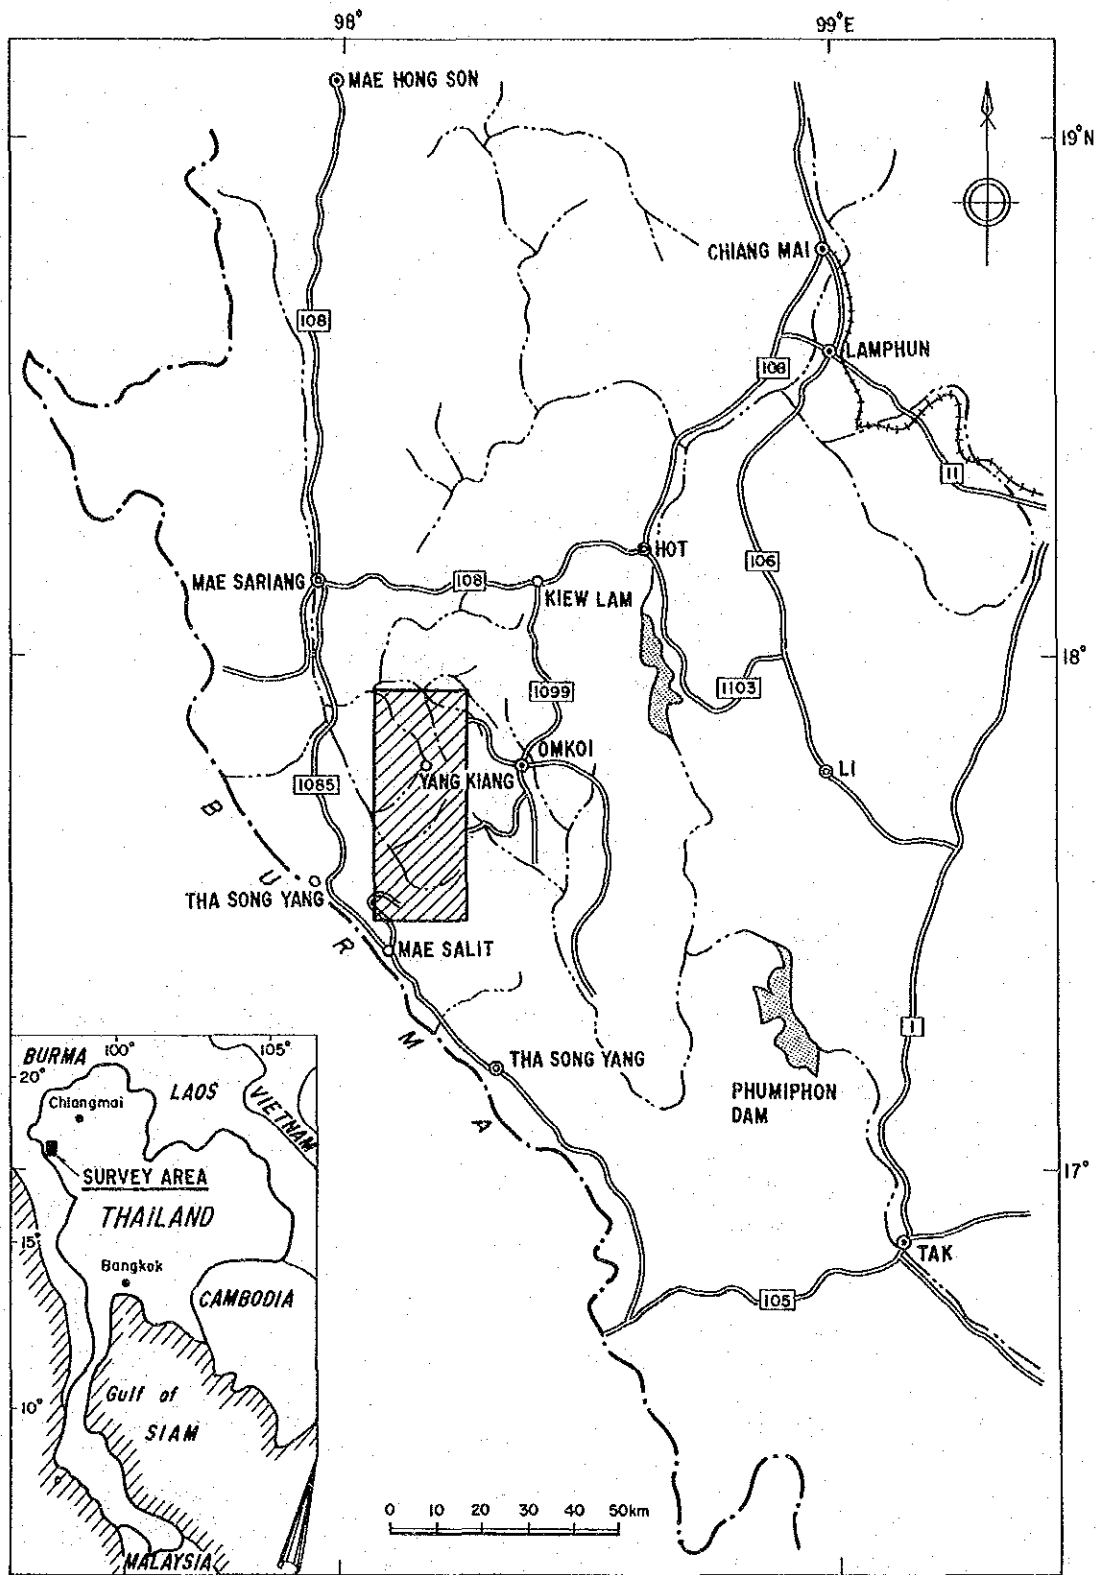 98°
99°E
MAE HONG SON
19°N
CHIANG MAI
108
LAMPHUN
108
11
HOT
106
MAE SARIANG
108
KIEW LAM
18°
1099
1103
OMKOI
YANG KIANG
LI
1085
THA SONG YANG
MAE SALIT
BURMA
1
THA SONG YANG
PHUMIPHON
DAM
17°
TAK
105
0 10 20 30 40 50km
100°
105°
BURMA
20°
LAOS
Chiangmai
VIETNAM
SURVEY AREA
THAILAND
15°
Bangkok
CAMBODIA
10°
Gulf of
SIAM
MALAYSIA